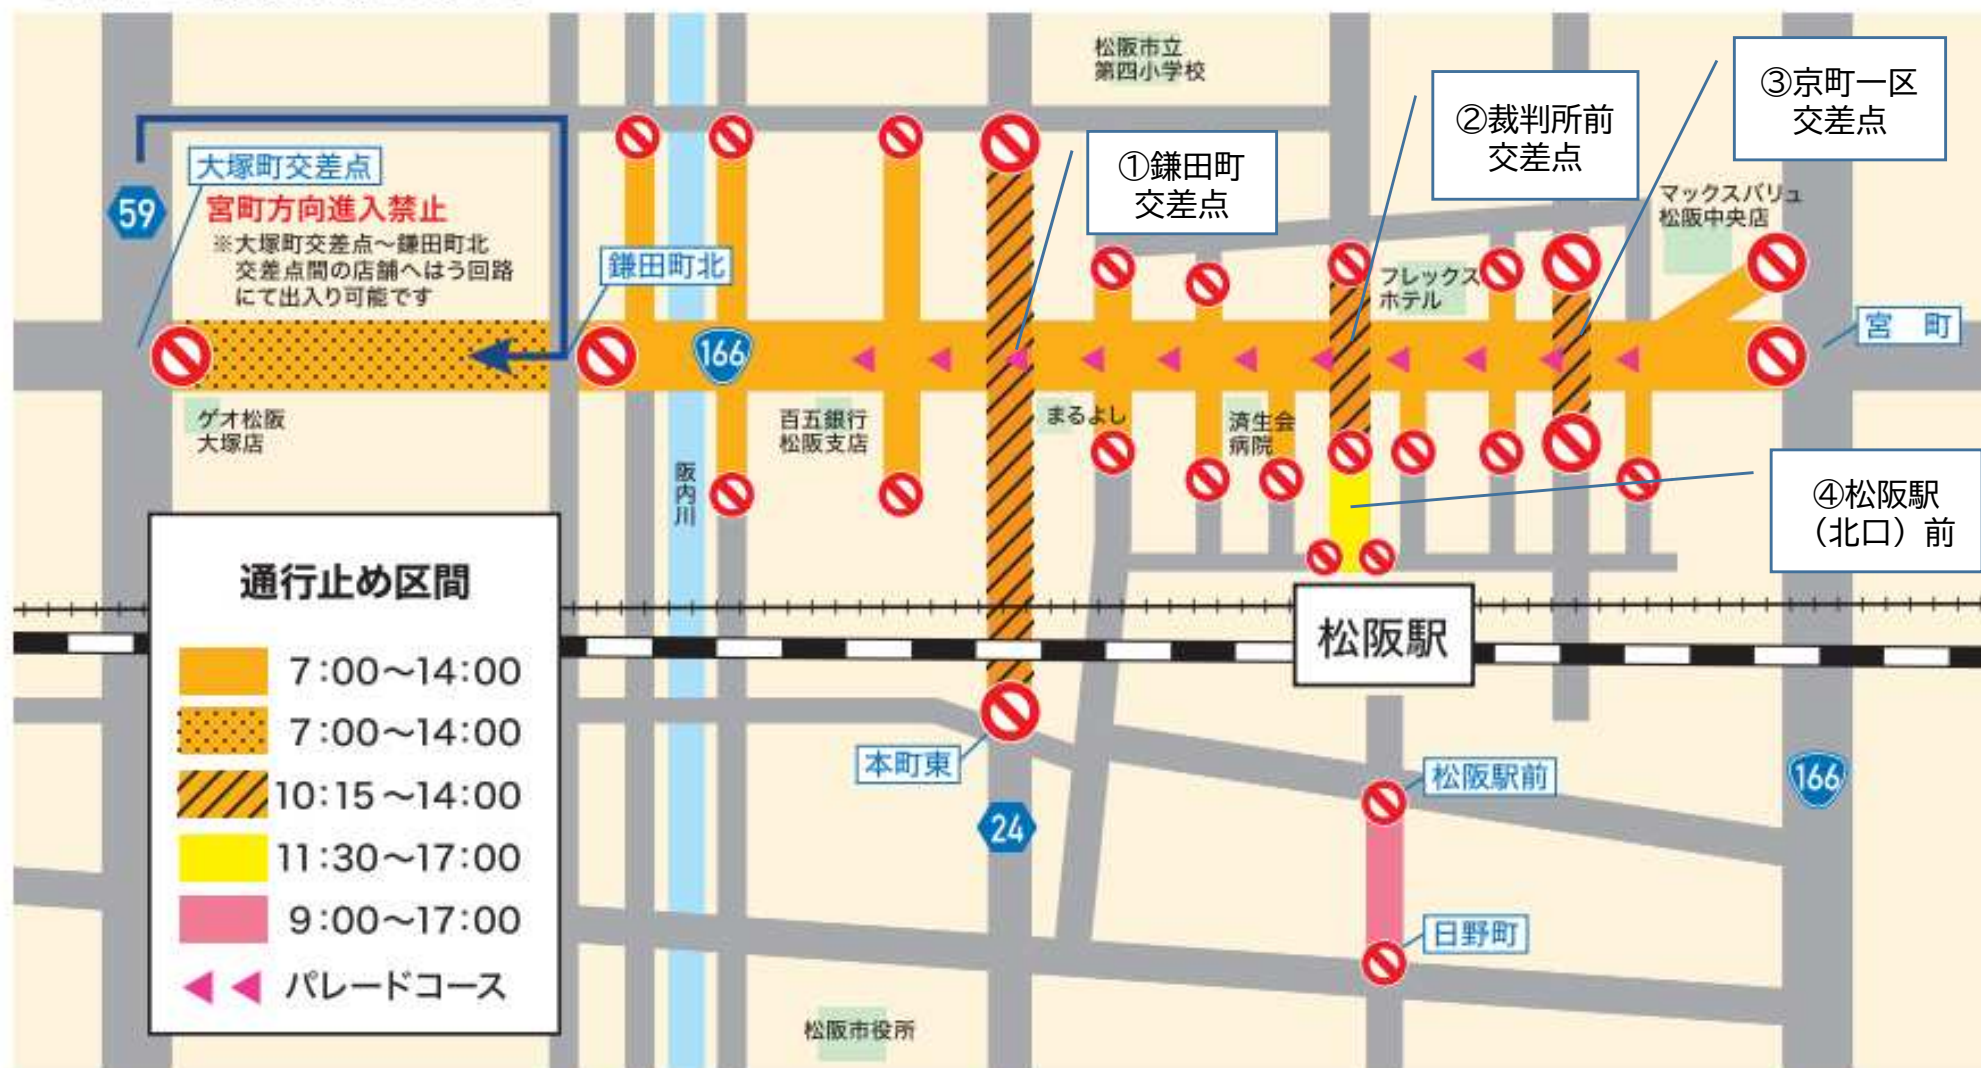 松阪市立
第四小学校
①鎌田町
交差点
②裁判所前
交差点
③京町一区
交差点
大塚町交差点
宮町方向進入禁止
※大塚町交差点～鎌田町北
交差点間の店舗へはう回路
にて出入り可能です
59
鎌田町北
マックスバリュ
松阪中央店
フレックス
ホテル
宮　町
166
ゲオ松阪
大塚店
百五銀行
松阪支店
まるよし
済生会
病院
阪内川
④松阪駅
（北口）前
通行止め区間
7:00～14:00
7:00～14:00
10:15～14:00
11:30～17:00
9:00～17:00
パレードコース
松阪駅
本町東
松阪駅前
166
24
日野町
松阪市役所